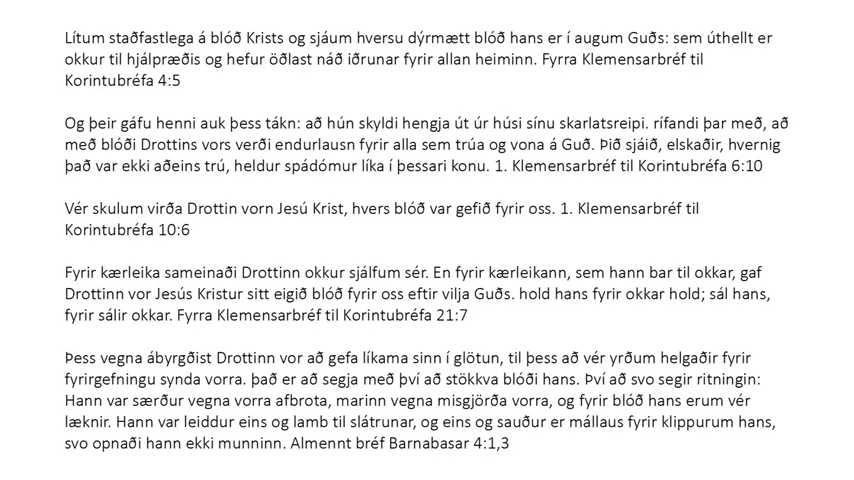 Lítum staðfastlega á blóð Krists og sjáum hversu dýrmætt blóð hans er í augum Guðs: sem úthellt er
okkur til hjálpræðis og hefur öðlast náð iðrunar fyrir allan heiminn. Fyrra Klemensarbréf til
Korintubréfa 4:5
Og þeir gáfu henni auk þess tákn: að hún skyldi hengja út úr húsi sínu skarlatsreipi. rífandi þar með, að
með blóði Drottins vors verði endurlausn fyrir alla sem trúa og vona á Guð. Þið sjáið, elskaðir, hvernig
það var ekki aðeins trú, heldur spádómur líka í þessari konu. 1. Klemensarbréf til Korintubréfa 6:10
Vér skulum virða Drottin vorn Jesú Krist, hvers blóð var gefið fyrir oss. 1. Klemensarbréf til
Korintubréfa 10:6
Fyrir kærleika sameinaði Drottinn okkur sjálfum sér. En fyrir kærleikann, sem hann bar til okkar, gaf
Drottinn vor Jesús Kristur sitt eigið blóð fyrir oss eftir vilja Guðs. hold hans fyrir okkar hold; sál hans,
fyrir sálir okkar. Fyrra Klemensarbréf til Korintubréfa 21:7
Þess vegna ábyrgðist Drottinn vor að gefa líkama sinn í glötun, til þess að vér yrðum helgaðir fyrir
fyrirgefningu synda vorra. það er að segja með því að stökkva blóði hans. Því að svo segir ritningin:
Hann var særður vegna vorra afbrota, marinn vegna misgjörða vorra, og fyrir blóð hans erum vér
læknir. Hann var leiddur eins og lamb til slátrunar, og eins og sauður er mállaus fyrir klippurum hans,
svo opnaði hann ekki munninn. Almennt bréf Barnabasar 4:1,3